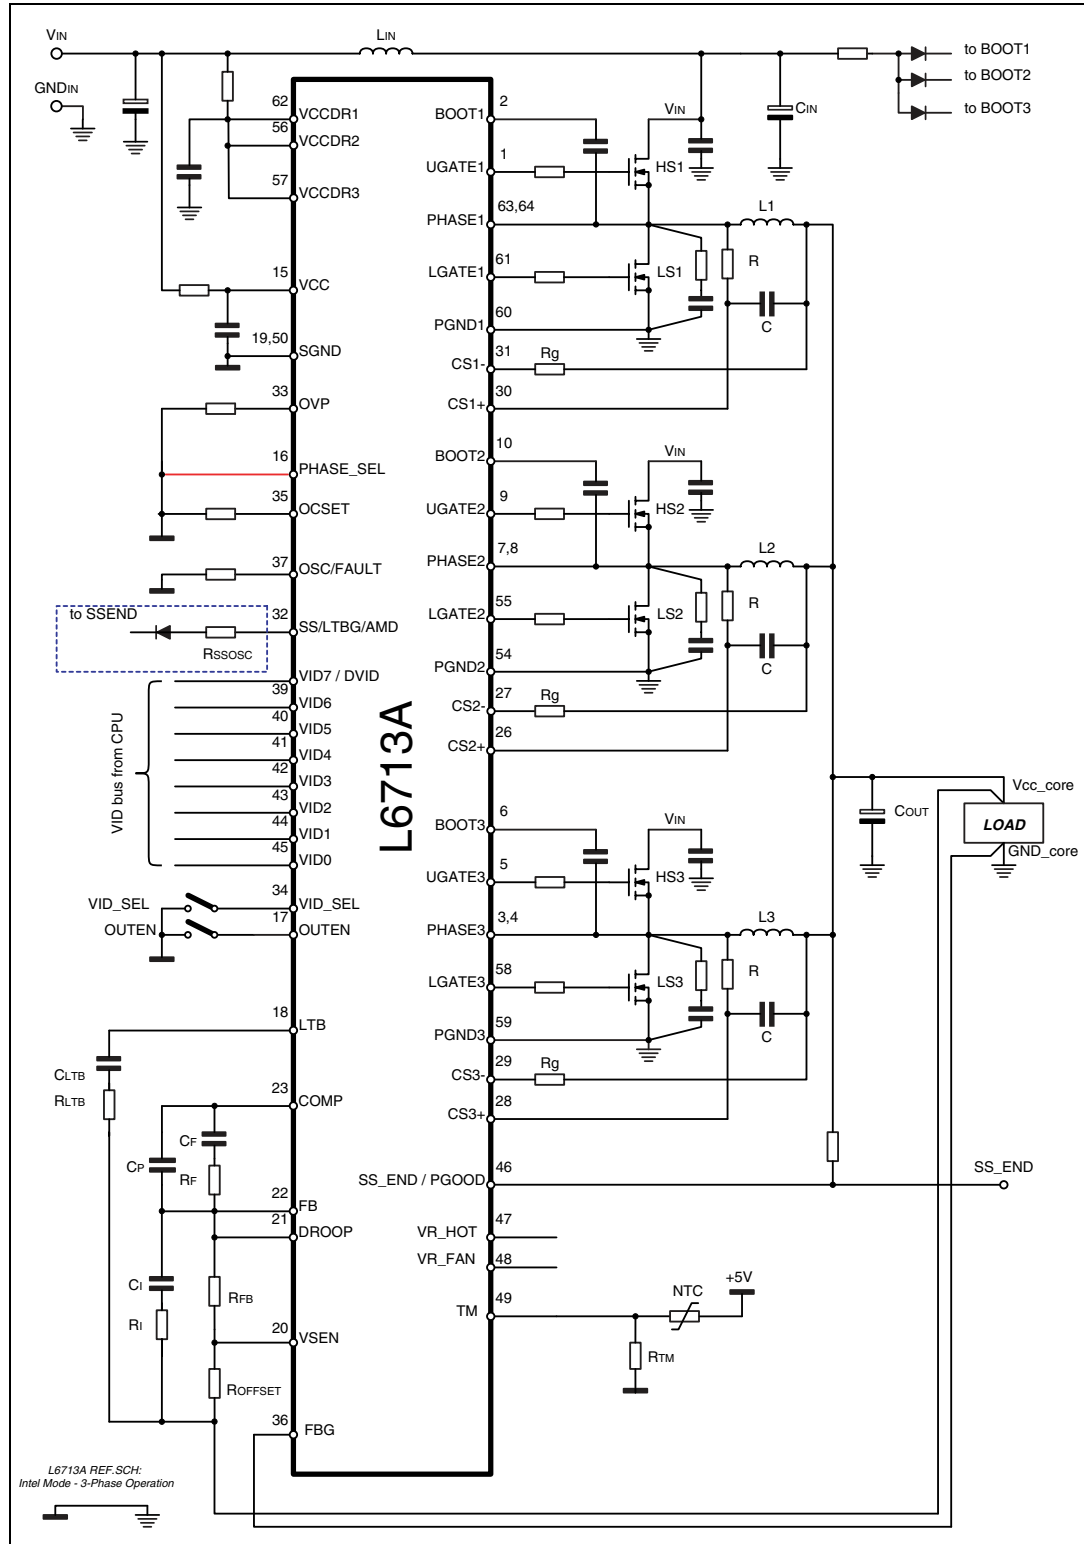 VIN
LIN
to BOOT1
to BOOT2
to BOOT3
GNDIN
CIN
62
VCCDR1
56
VCCDR2
57
VCCDR3
15
VCC
19,50
SGND
33
OVP
16
PHASE_SEL
35
OCSET
37
OSC/FAULT
to SSEND
32
SS/LTBG/AMD
RSSOSC
VID7 / DVID
39
VID6
40
VID5
41
VID4
42
VID3
43
VID2
44
VID1
45
VID0
VID bus from CPU
34
VID_SEL
VID_SEL
17
OUTEN
OUTEN
18
LTB
CLTB
RLTB
23
COMP
CF
CP
RF
22
FB
21
DROOP
CI
RFB
RI
20
VSEN
ROFFSET
36
FBG
L6713A
2
BOOT1
VIN
1
UGATE1
HS1
63,64
PHASE1
L1
61
LGATE1
LS1
R
C
60
PGND1
31
CS1-
Rg
30
CS1+
10
BOOT2
VIN
9
UGATE2
HS2
7,8
PHASE2
L2
55
LGATE2
LS2
R
C
54
PGND2
27
CS2-
Rg
26
CS2+
6
BOOT3
VIN
5
UGATE3
HS3
3,4
PHASE3
L3
58
LGATE3
LS3
R
C
59
PGND3
29
CS3-
Rg
28
CS3+
COUT
Vcc_core
LOAD
GND_core
46
SS_END / PGOOD
SS_END
47
VR_HOT
48
VR_FAN
49
TM
NTC
+5V
RTM
L6713A REF.SCH:
Intel Mode - 3-Phase Operation